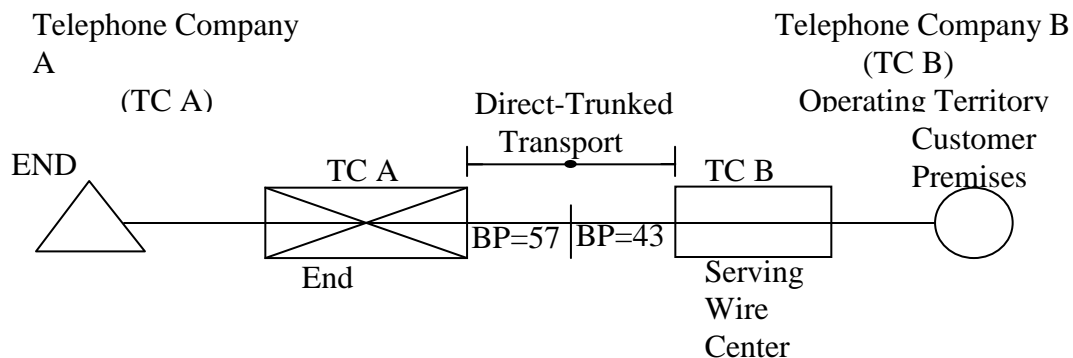 Telephone Company
A
(TC A)
Telephone Company B
(TC B)
Operating Territory
Direct-Trunked
Transport
Customer
Premises
END
TC A
TC B
BP=57
BP=43
End
Serving
Wire
Center